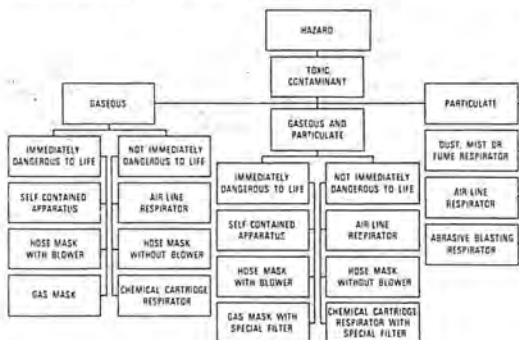 HAZARD
TOXIC
CONTAMINANT
GASEOUS
GASEOUS AND
PARTICULATE
PARTICULATE
IMMEDIATELY
DANGEROUS TO LIFE
NOT IMMEDIATELY
DANGEROUS TO LIFE
SELF CONTAINED
APPARATUS
AIR LINE
RESPIRATOR
HOSE MASK
WITH BLOWER
HOSE MASK
WITHOUT BLOWER
GAS MASK
CHEMICAL CARTRIDGE
RESPIRATOR
IMMEDIATELY
DANGEROUS TO LIFE
NOT IMMEDIATELY
DANGEROUS TO LIFE
SELF CONTAINED
APPARATUS
AIR LINE
RESPIRATOR
HOSE MASK
WITH BLOWER
HOSE MASK
WITHOUT BLOWER
GAS MASK WITH
SPECIAL FILTER
CHEMICAL CARTRIDGE
RESPIRATOR WITH
SPECIAL FILTER
DUST, MIST OR
FUME RESPIRATOR
AIR LINE
RESPIRATOR
ABRASIVE BLASTING
RESPIRATOR